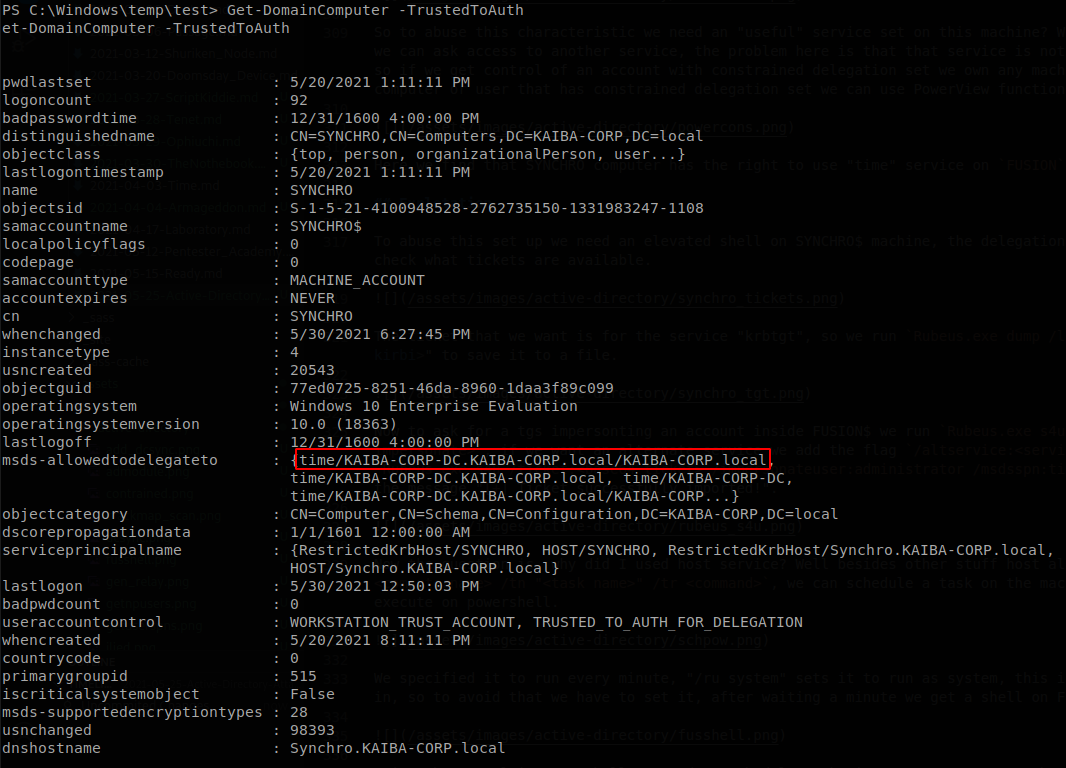 PS C:\Windows\temp\test> Get-DomainComputer -TrustedToAuth
et-DomainComputer -TrustedToAuth
pwdlastset : 5/20/2021 1:11:11 PM
logoncount : 92
badpasswordtime : 12/31/1600 4:00:00 PM
distinguishedname : CN=SYNCHRO,CN=Computers,DC=KAIBA-CORP,DC=local
objectclass : {top, person, organizationalPerson, user...}
lastlogontimestamp : 5/20/2021 1:11:11 PM
name : SYNCHRO
objectsid : S-1-5-21-4100948528-2762735150-1331983247-1108
samaccountname : SYNCHRO$
localpolicyflags : 0
codepage : 0
samaccounttype : MACHINE_ACCOUNT
accountexpires : NEVER
cn : SYNCHRO
whenchanged : 5/30/2021 6:27:45 PM
instancetype : 4
usncreated : 20543
objectguid : 77ed0725-8251-46da-8960-1daa3f89c099
operatingsystem : Windows 10 Enterprise Evaluation
operatingsystemversion : 10.0 (18363)
lastlogoff : 12/31/1600 4:00:00 PM
msds-allowedtodelegateto : {time/KAIBA-CORP-DC.KAIBA-CORP.local/KAIBA-CORP.local,
time/KAIBA-CORP-DC.KAIBA-CORP.local, time/KAIBA-CORP-DC,
time/KAIBA-CORP-DC.KAIBA-CORP.local/KAIBA-CORP...}
objectcategory : CN=Computer,CN=Schema,CN=Configuration,DC=KAIBA-CORP,DC=local
dscorepropagationdata : 1/1/1601 12:00:00 AM
serviceprincipalname : {RestrictedKrbHost/SYNCHRO, HOST/SYNCHRO, RestrictedKrbHost/Synchro.KAIBA-CORP.local,
HOST/Synchro.KAIBA-CORP.local}
lastlogon : 5/30/2021 12:50:03 PM
badpwdcount : 0
useraccountcontrol : WORKSTATION_TRUST_ACCOUNT, TRUSTED_TO_AUTH_FOR_DELEGATION
whencreated : 5/20/2021 8:11:11 PM
countrycode : 0
primarygroupid : 515
iscriticalsystemobject : False
msds-supportedencryptiontypes : 28
usnchanged : 98393
dnshostname : Synchro.KAIBA-CORP.local